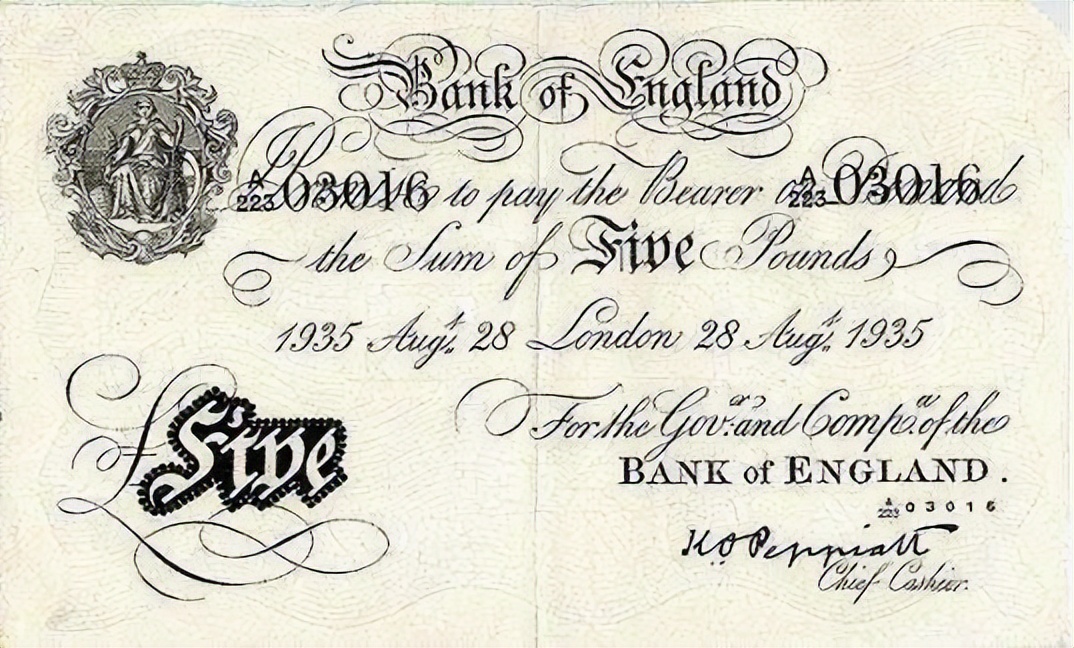 Bank of England
A/223 03016 to pay the Bearer on Demand A/223 03016
the Sum of Five Pounds
1935 Augt. 28 London 28 Augt. 1935
For the Govr. and Compa. of the
BANK of ENGLAND.
£Five
A/223 03016
K O Peppiatt
Chief Cashier.